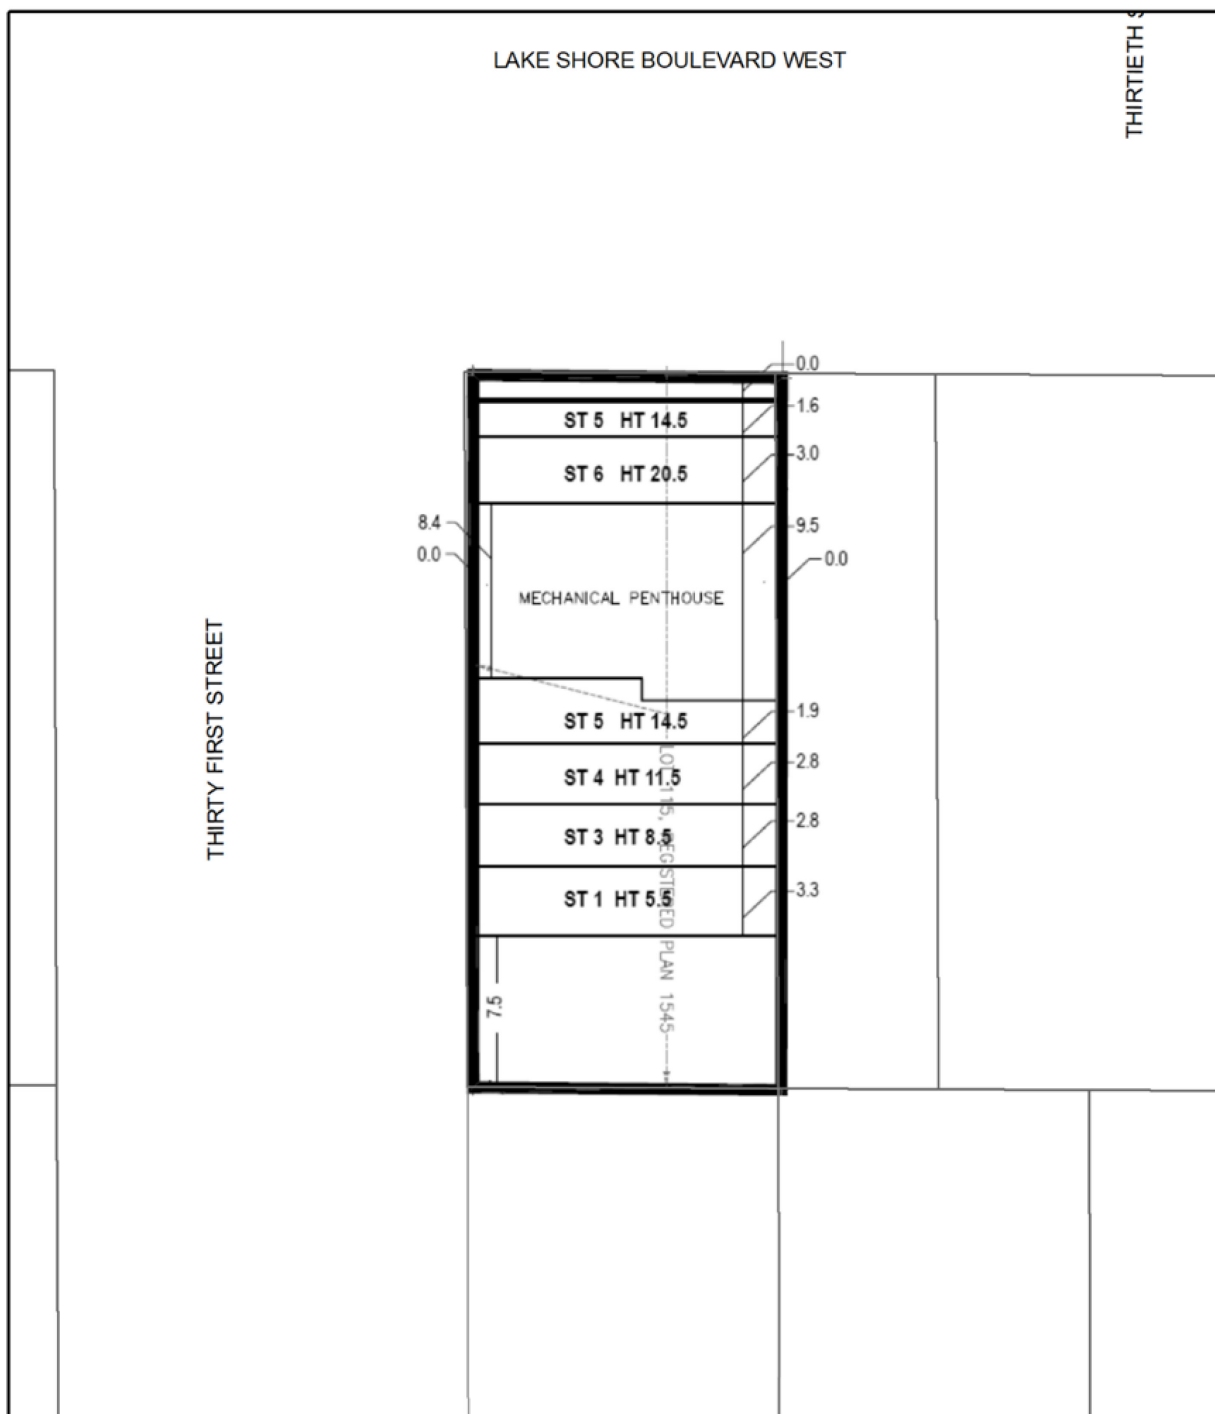 LAKE SHORE BOULEVARD WEST
THIRTIETH S
0.0
ST 5 HT 14.5
1.6
ST 6 HT 20.5
3.0
8.4
9.5
0.0
0.0
MECHANICAL PENTHOUSE
THIRTY FIRST STREET
ST 5 HT 14.5
1.9
ST 4 HT 11.5
2.8
ST 3 HT 8.5
2.8
ST 1 HT 5.5
3.3
LOT 115, REGISTERED PLAN 1545
7.5